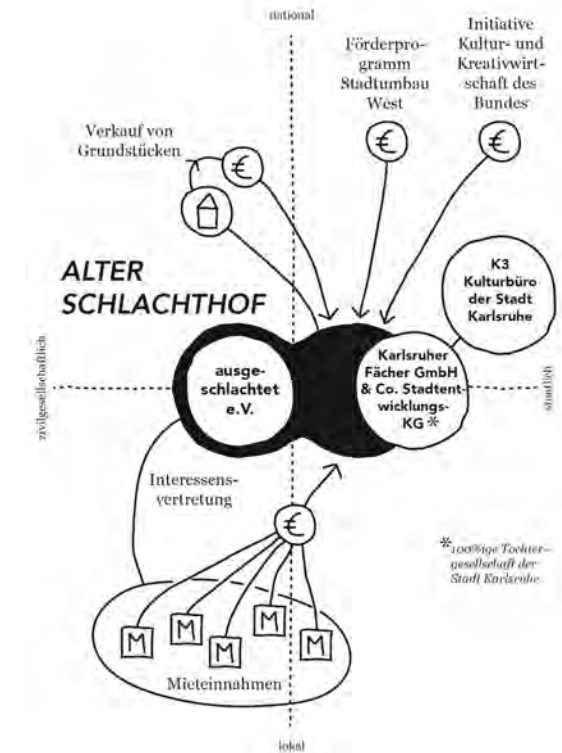 national
Förderpro-
gramm
Stadtumbau
West
Initiative
Kultur- und
Kreativwirt-
schaft des
Bundes
Verkauf von
Grundstücken
€
€
€
ALTER
SCHLACHTHOF
K3
Kulturbüro
der Stadt
Karlsruhe
zivilgesellschaftlich
ausge-
schlachtet
e.V.
Karlsruher
Fächer GmbH
& Co. Stadtent-
wicklungs-
KG *
staatlich
Interessens-
vertretung
€
*100%ige Tochter-
gesellschaft der
Stadt Karlsruhe
M
M
M
M
M
Mieteinnahmen
lokal